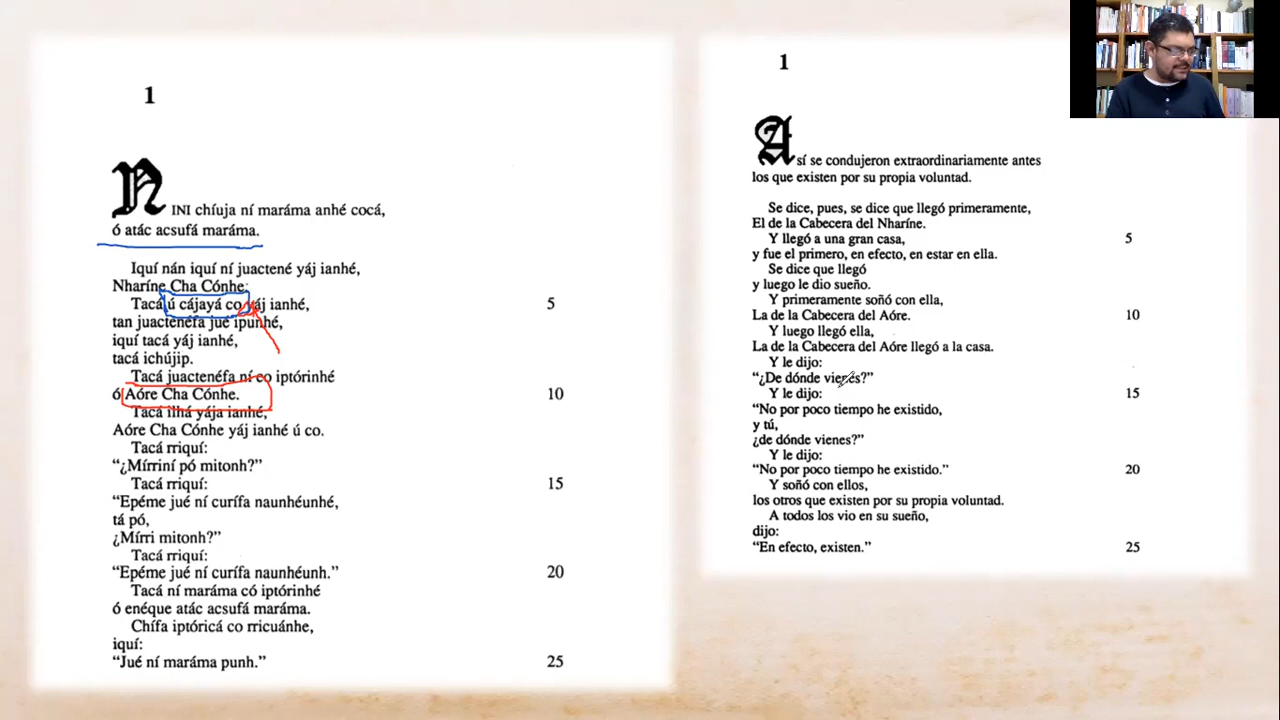 1
NINI chíuja ní maráma anhé cocá,
ó atác acsufá maráma.
Iquí nán iquí ní juactené yáj ianhé,
Nharíne Cha Cónhe;
Tacá ú cájayá co yáj ianhé,
5
tan juactenéfa jué ipunhé,
iquí tacá yáj ianhé,
tacá ichújip.
Tacá juactenéfa ní co iptórinhé
ó Aóre Cha Cónhe.
10
Tacá ilhá yája ianhé,
Aóre Cha Cónhe yáj ianhé ú co.
Tacá rriquí:
“¿Mírriní pó mitonh?”
Tacá rriquí:
15
“Epéme jué ní curífa naunhéunhé,
tá pó,
¿Mírri mitonh?”
Tacá rriquí:
“Epéme jué ní curífa naunhéunh.”
20
Tacá ní maráma có iptórinhé
ó enéque atác acsufá maráma.
Chífa iptóricá co rricuánhe,
iquí:
“Jué ní maráma punh.”
25
1
Así se condujeron extraordinariamente antes
los que existen por su propia voluntad.
Se dice, pues, se dice que llegó primeramente,
El de la Cabecera del Nharíne.
Y llegó a una gran casa,
5
y fue el primero, en efecto, en estar en ella.
Se dice que llegó
y luego le dio sueño.
Y primeramente soñó con ella,
La de la Cabecera del Aóre.
10
Y luego llegó ella,
La de la Cabecera del Aóre llegó a la casa.
Y le dijo:
“¿De dónde vienes?”
Y le dijo:
15
“No por poco tiempo he existido,
y tú,
¿de dónde vienes?”
Y le dijo:
“No por poco tiempo he existido.”
20
Y soñó con ellos,
los otros que existen por su propia voluntad.
A todos los vio en su sueño,
dijo:
“En efecto, existen.”
25